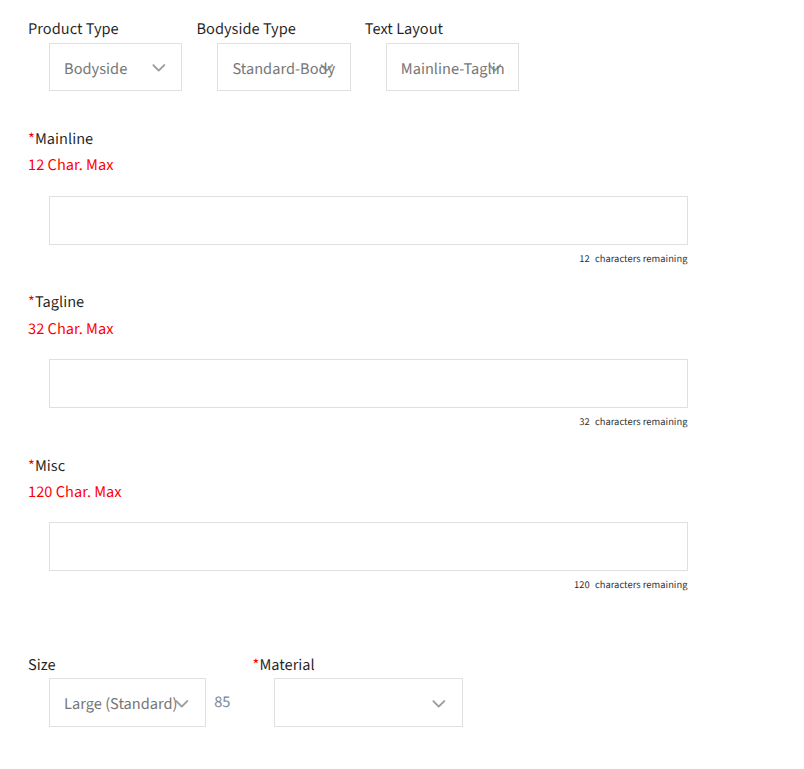 Product Type Bodyside Type Text Layout
Bodyside Standard-Body Mainline-Taglin
*Mainline
12 Char. Max
12 characters remaining
*Tagline
32 Char. Max
32 characters remaining
*Misc
120 Char. Max
120 characters remaining
Size *Material
Large (Standard) 85